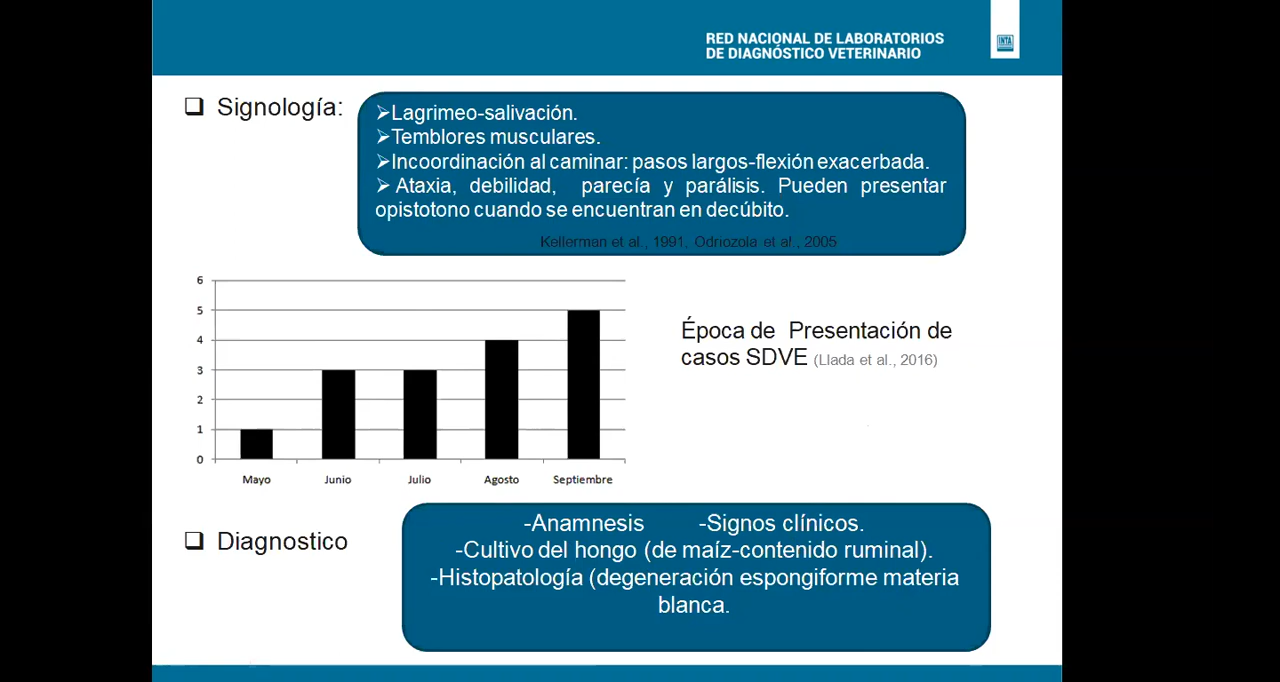 RED NACIONAL DE LABORATORIOS
DE DIAGNÓSTICO VETERINARIO
INTA
❑ Signología:
➢Lagrimeo-salivación.
➢Temblores musculares.
➢Incoordinación al caminar: pasos largos-flexión exacerbada.
➢Ataxia, debilidad, parecía y parálisis. Pueden presentar
opistotono cuando se encuentran en decúbito.
Kellerman et al., 1991, Odriozola et al., 2005
6
5
4
3
2
1
0
Mayo Junio Julio Agosto Septiembre
Época de Presentación de
casos SDVE (Llada et al., 2016)
❑ Diagnostico
-Anamnesis -Signos clínicos.
-Cultivo del hongo (de maíz-contenido ruminal).
-Histopatología (degeneración espongiforme materia
blanca.